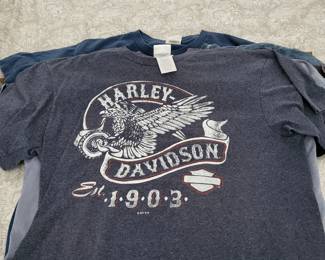 HARLEY-
DAVIDSON
Est.
1903